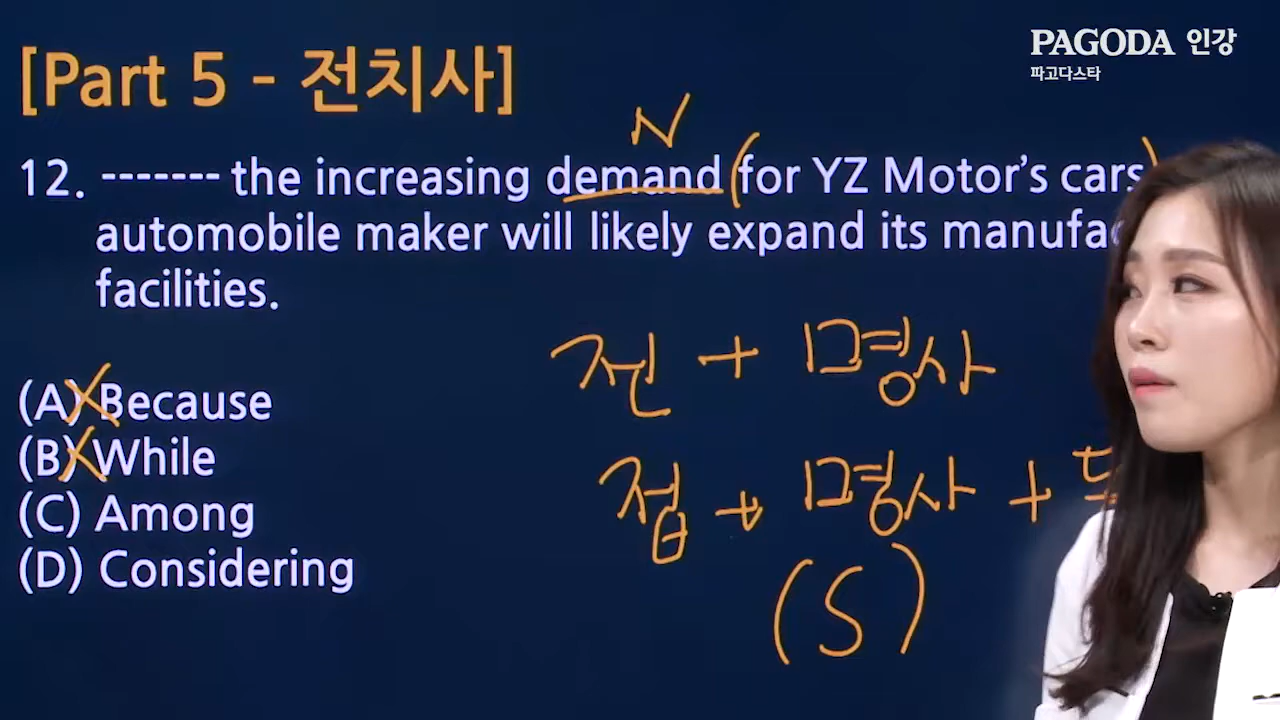 PAGODA 인강
파고다스타
[Part 5 - 전치사]
N
12. ------- the increasing demand (for YZ Motor's cars)
automobile maker will likely expand its
facilities.
전 + 명사
(A) Because
(B) While
접 + 명사 +
(C) Among
(D) Considering
(S)